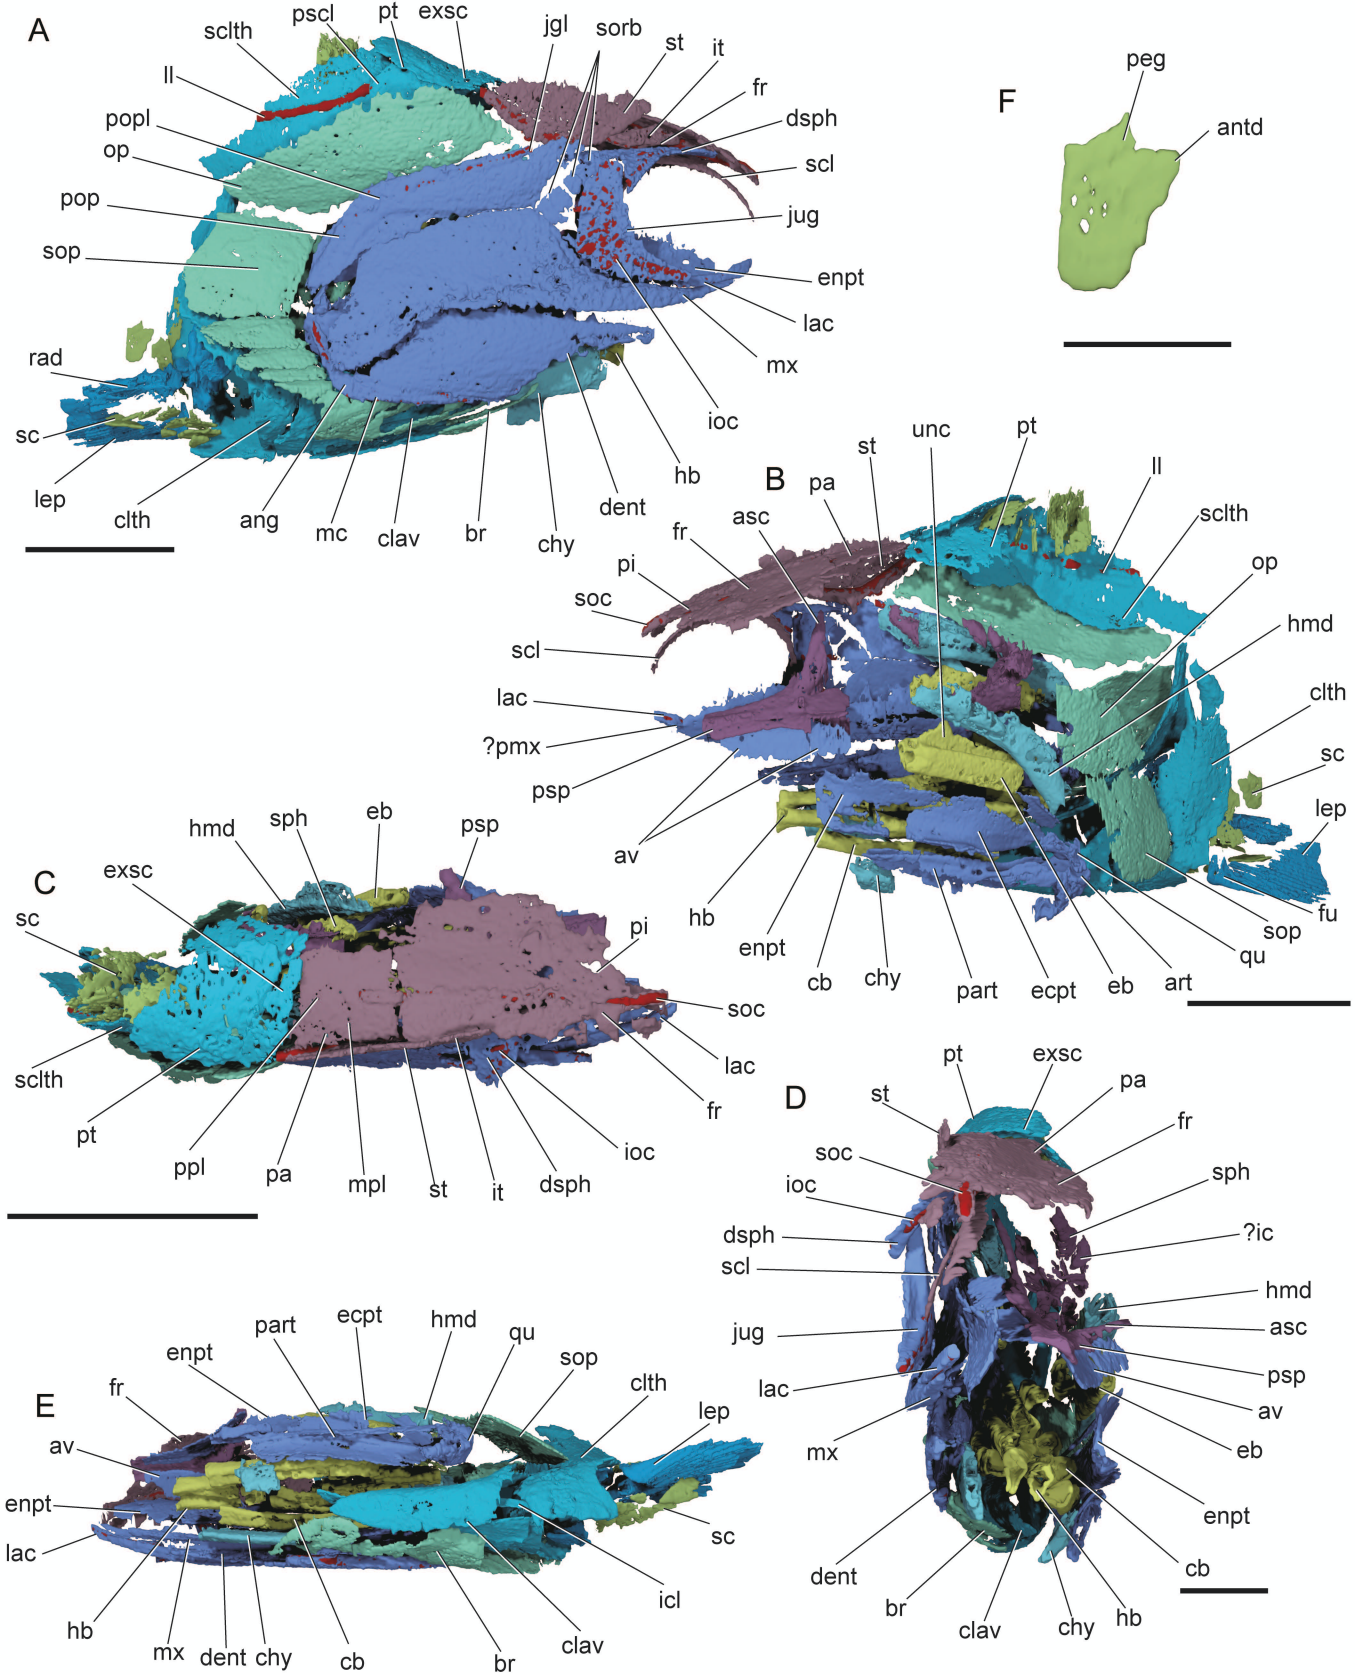 A
sclth
pscl
pt
exsc
jgl
sorb
st
it
fr
dsph
scl
jug
enpt
lac
mx
ioc
hb
dent
chy
br
clav
mc
ang
clth
lep
sc
rad
sop
pop
op
popl
ll
F
peg
antd
B
soc
pi
fr
asc
pa
st
unc
pt
ll
sclth
op
hmd
clth
sc
lep
fu
sop
qu
art
eb
ecpt
part
chy
cb
enpt
hb
av
psp
?pmx
lac
scl
C
sc
exsc
hmd
sph
eb
psp
pi
soc
lac
fr
ioc
dsph
it
st
mpl
pa
ppl
pt
sclth
D
st
pt
exsc
pa
fr
sph
?ic
hmd
asc
psp
av
eb
enpt
cb
hb
chy
clav
br
dent
mx
lac
jug
scl
dsph
ioc
soc
E
fr
enpt
part
ecpt
hmd
qu
sop
clth
lep
sc
icl
clav
br
cb
chy
dent
mx
hb
lac
enpt
av